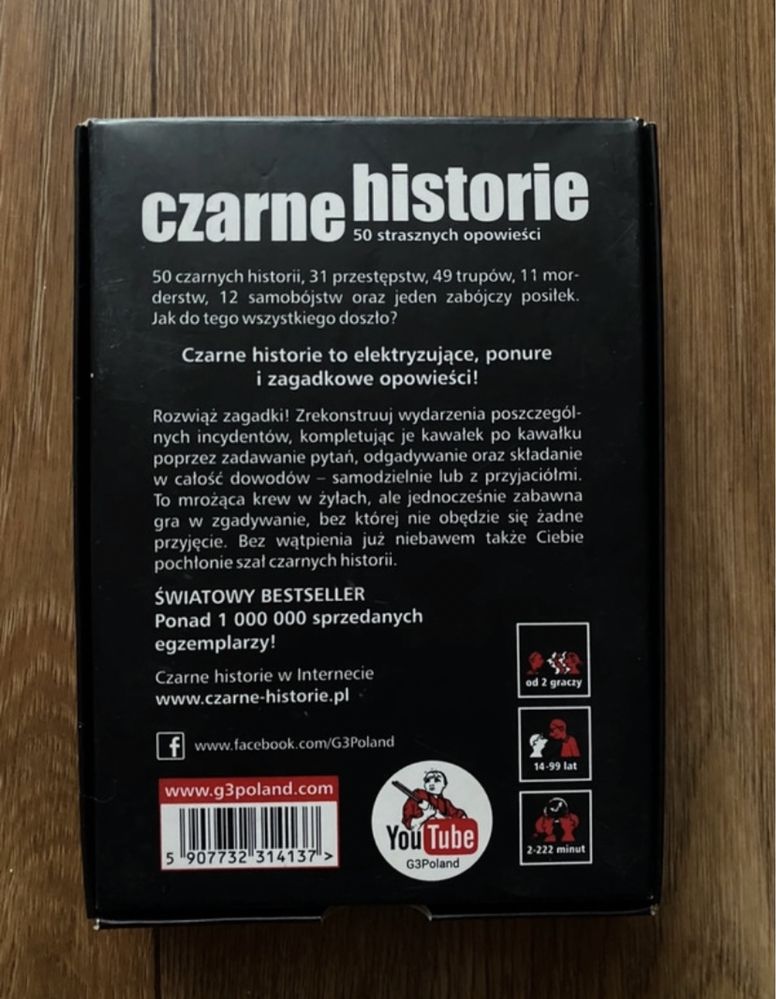 czarne historie
50 strasznych opowieści
50 czarnych historii, 31 przestępstw, 49 trupów, 11 mor-
derstw, 12 samobójstw oraz jeden zabójczy posiłek.
Jak do tego wszystkiego doszło?
Czarne historie to elektryzujące, ponure
i zagadkowe opowieści!
Rozwiąż zagadki! Zrekonstruuj wydarzenia poszczegól-
nych incydentów, kompletując je kawałek po kawałku
poprzez zadawanie pytań, odgadywanie oraz składanie
w całość dowodów – samodzielnie lub z przyjaciółmi.
To mrożąca krew w żyłach, ale jednocześnie zabawna
gra w zgadywanie, bez której nie obędzie się żadne
przyjęcie. Bez wątpienia już niebawem także Ciebie
pochłonie szał czarnych historii.
ŚWIATOWY BESTSELLER
Ponad 1 000 000 sprzedanych
egzemplarzy!
Czarne historie w Internecie
www.czarne-historie.pl
f www.facebook.com/G3Poland
www.g3poland.com
5 907732 314137 >
YouTube
G3Poland
od 2 graczy
14-99 lat
2-222 minut